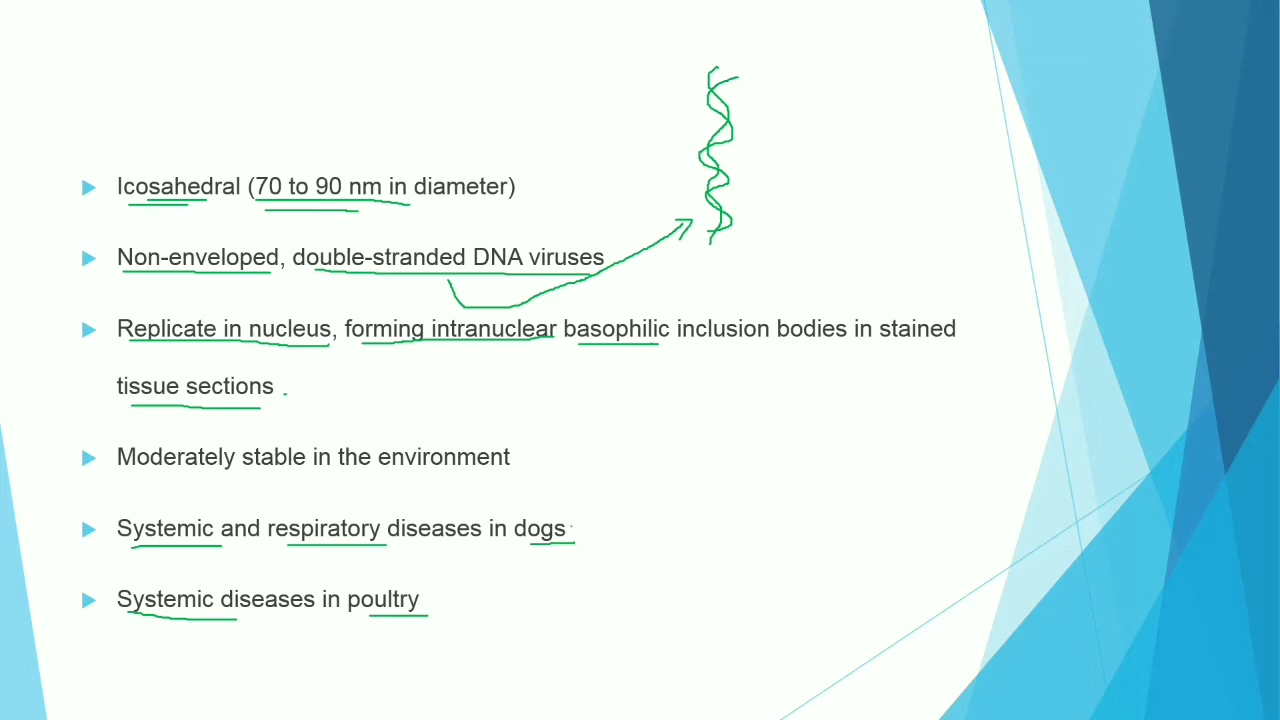 Icosahedral (70 to 90 nm in diameter)
Non-enveloped, double-stranded DNA viruses
Replicate in nucleus, forming intranuclear basophilic inclusion bodies in stained
tissue sections
Moderately stable in the environment
Systemic and respiratory diseases in dogs
Systemic diseases in poultry